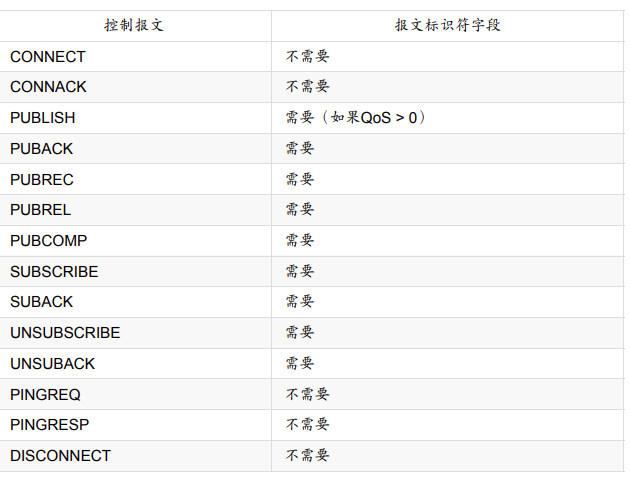 控制报文 报文标识符字段
CONNECT 不需要
CONNACK 不需要
PUBLISH 需要（如果QoS > 0）
PUBACK 需要
PUBREC 需要
PUBREL 需要
PUBCOMP 需要
SUBSCRIBE 需要
SUBACK 需要
UNSUBSCRIBE 需要
UNSUBACK 需要
PINGREQ 不需要
PINGRESP 不需要
DISCONNECT 不需要